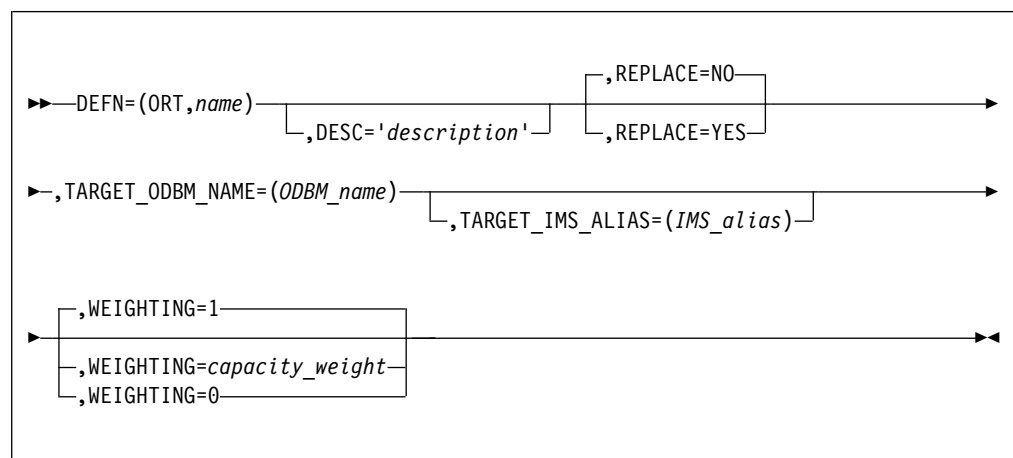 ,REPLACE=NO
DEFN=(ORT,name)
,DESC='description'
,REPLACE=YES
,TARGET_ODBM_NAME=(ODBM_name)
,TARGET_IMS_ALIAS=(IMS_alias)
,WEIGHTING=1
,WEIGHTING=capacity_weight
,WEIGHTING=0